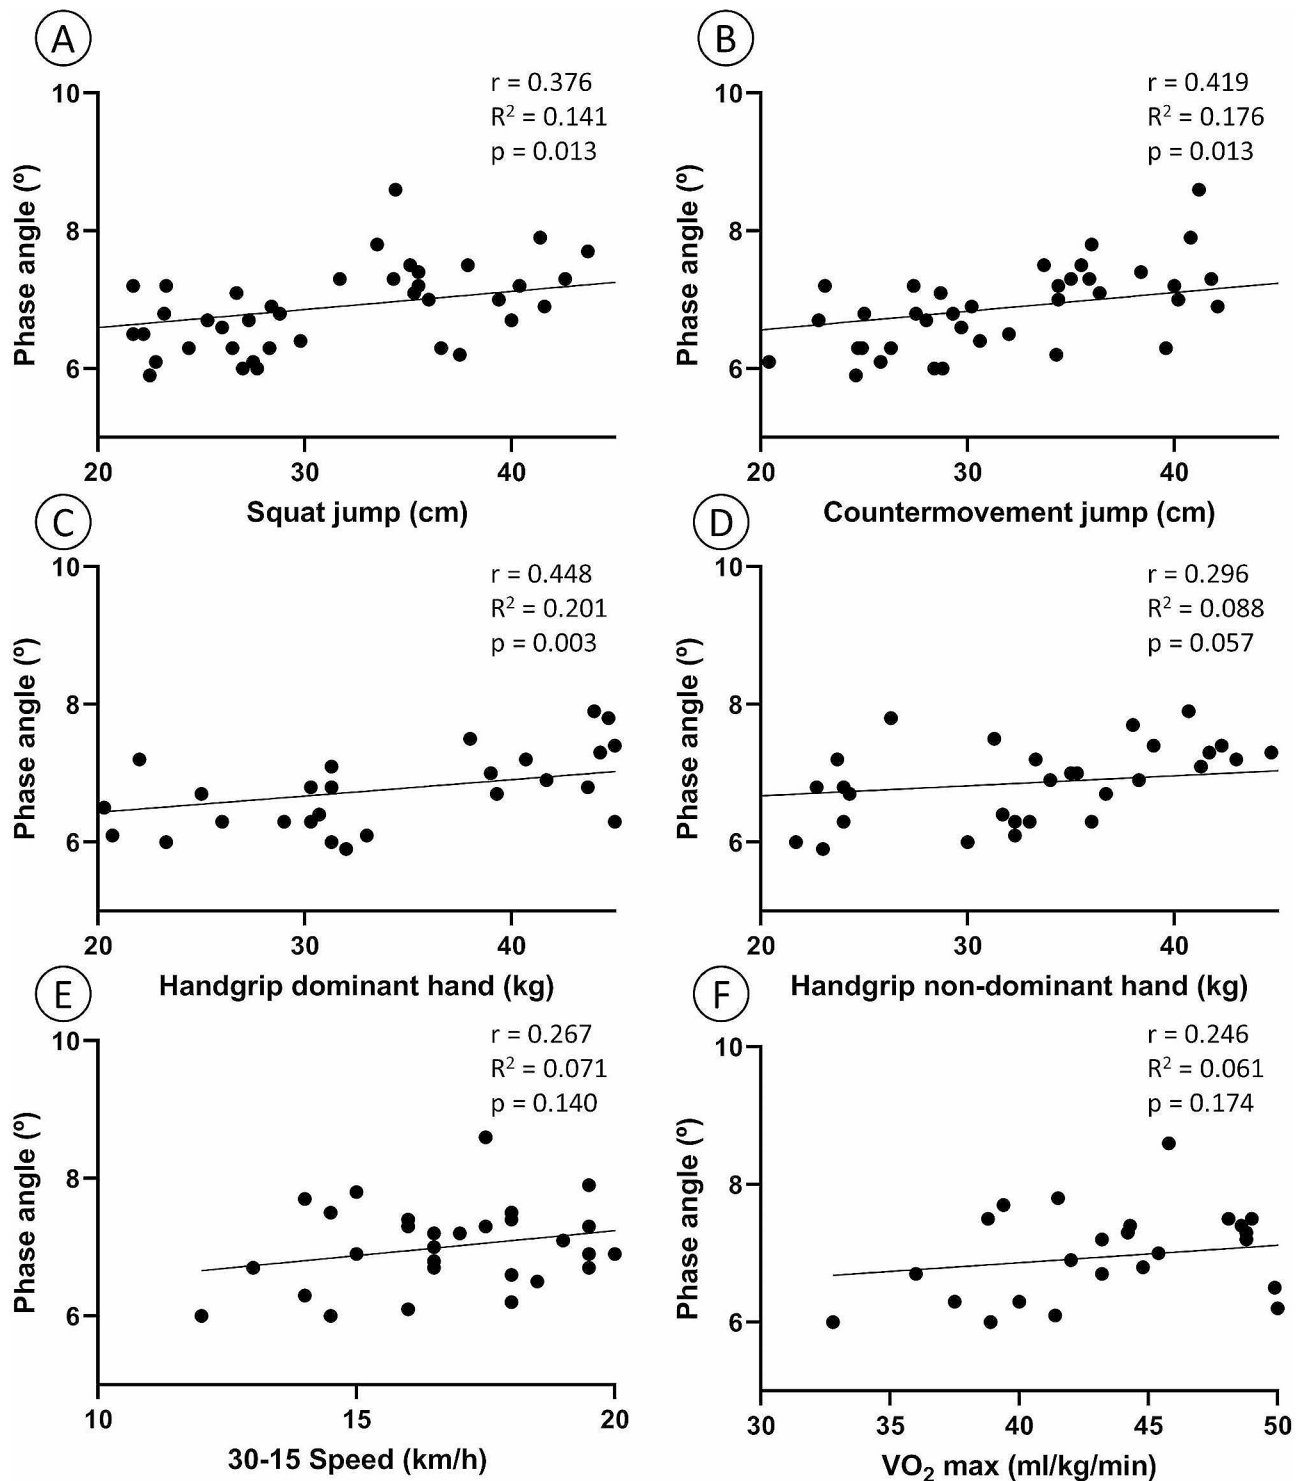 A
r = 0.376
R² = 0.141
p = 0.013
Phase angle (º)
10
8
6
20 30 40
Squat jump (cm)
B
r = 0.419
R² = 0.176
p = 0.013
Phase angle (º)
10
8
6
20 30 40
Countermovement jump (cm)
C
r = 0.448
R² = 0.201
p = 0.003
Phase angle (º)
10
8
6
20 30 40
Handgrip dominant hand (kg)
D
r = 0.296
R² = 0.088
p = 0.057
Phase angle (º)
10
8
6
20 30 40
Handgrip non-dominant hand (kg)
E
r = 0.267
R² = 0.071
p = 0.140
Phase angle (º)
10
8
6
10 15 20
30-15 Speed (km/h)
F
r = 0.246
R² = 0.061
p = 0.174
Phase angle (º)
10
8
6
30 35 40 45 50
VO₂ max (ml/kg/min)